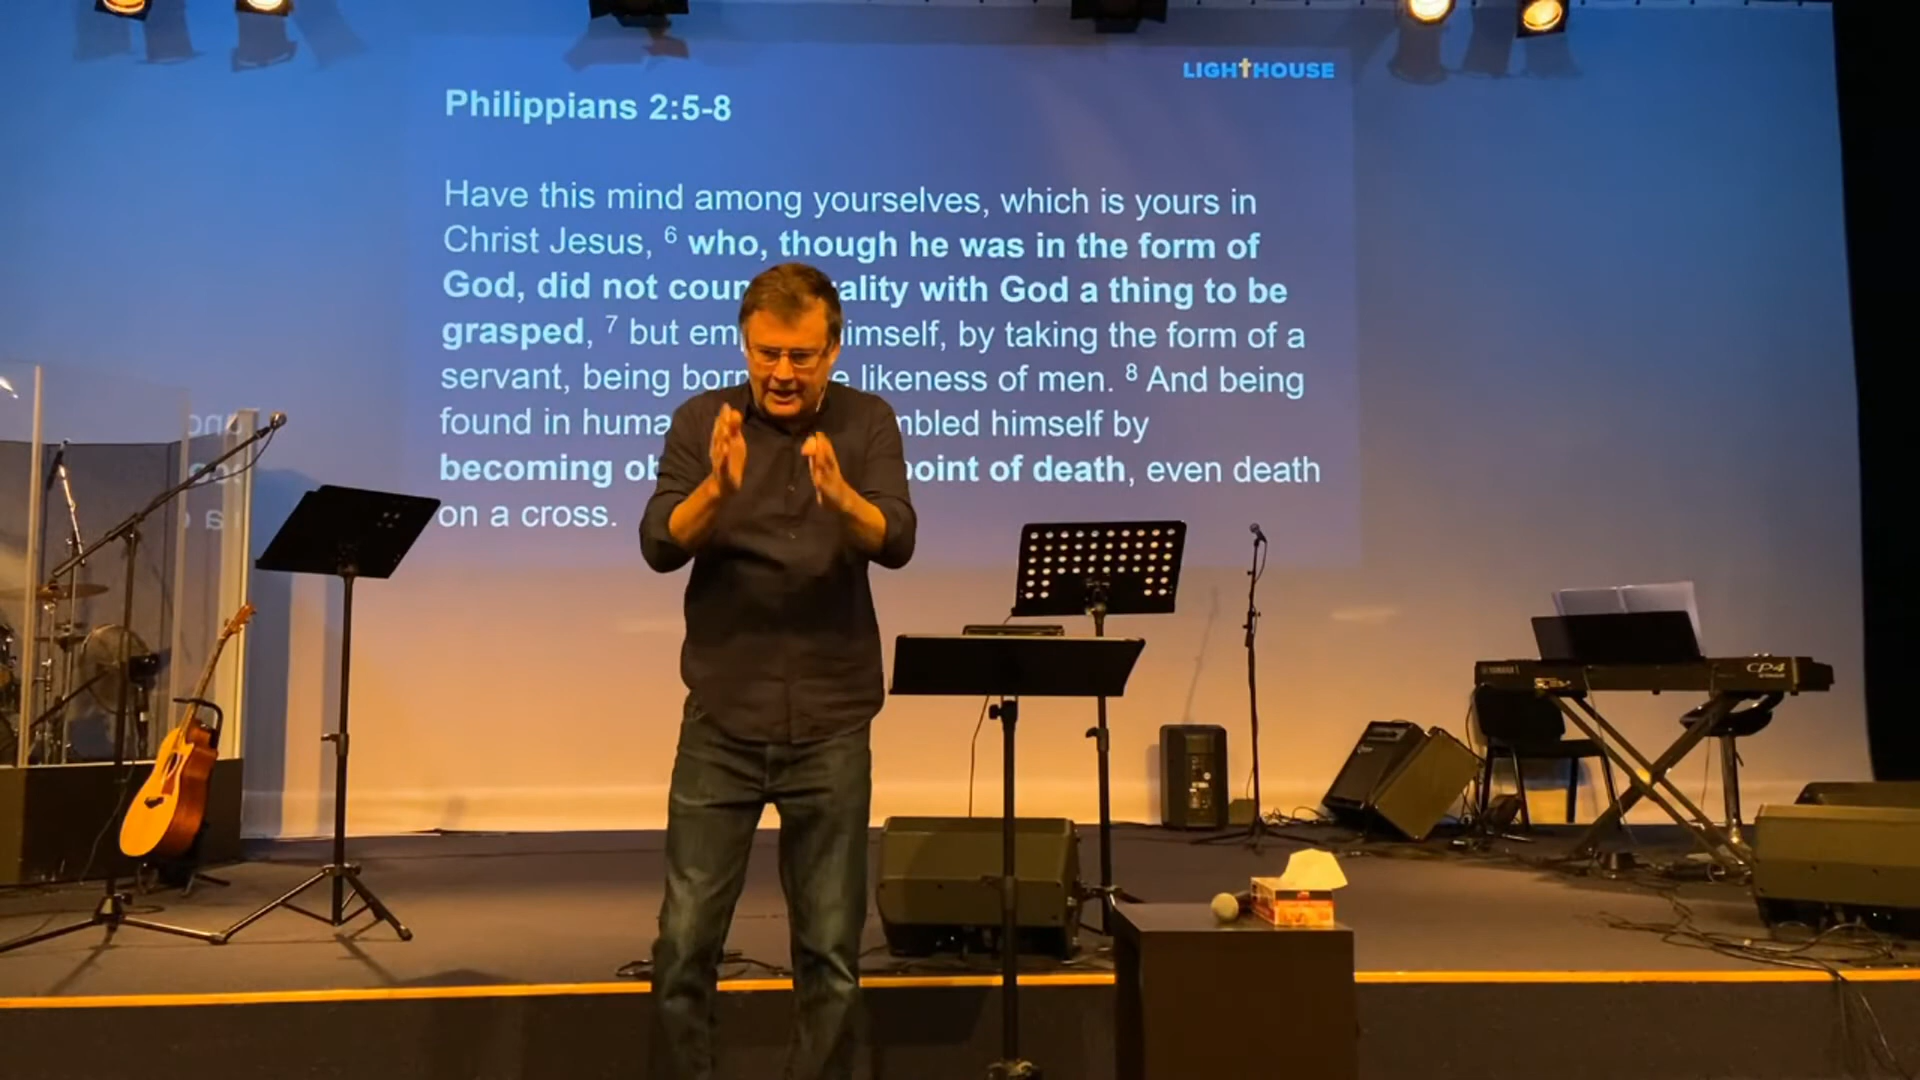 LIGHTHOUSE
Philippians 2:5-8
Have this mind among yourselves, which is yours in
Christ Jesus, 6 who, though he was in the form of
God, did not coun ality with God a thing to be
grasped, 7 but em imself, by taking the form of a
servant, being born e likeness of men. 8 And being
found in huma mbled himself by
becoming ob point of death, even death
on a cross.
CP4